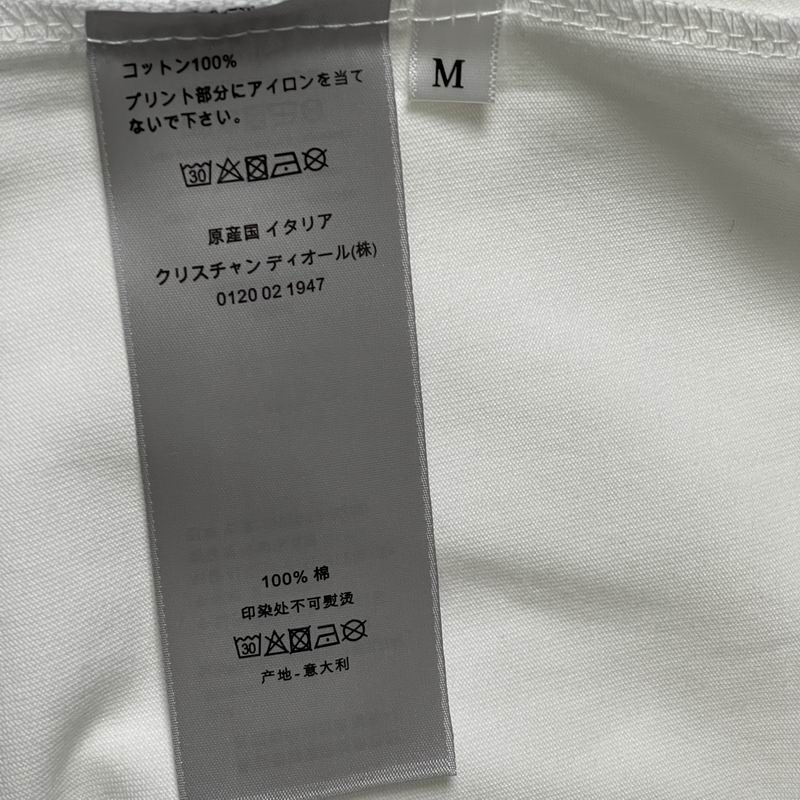 コットン100%
プリント部分にアイロンを当て
ないで下さい。
30
原産国 イタリア
クリスチャン ディオール(株)
0120 02 1947
100% 棉
印染处不可熨烫
30
产地-意大利
M